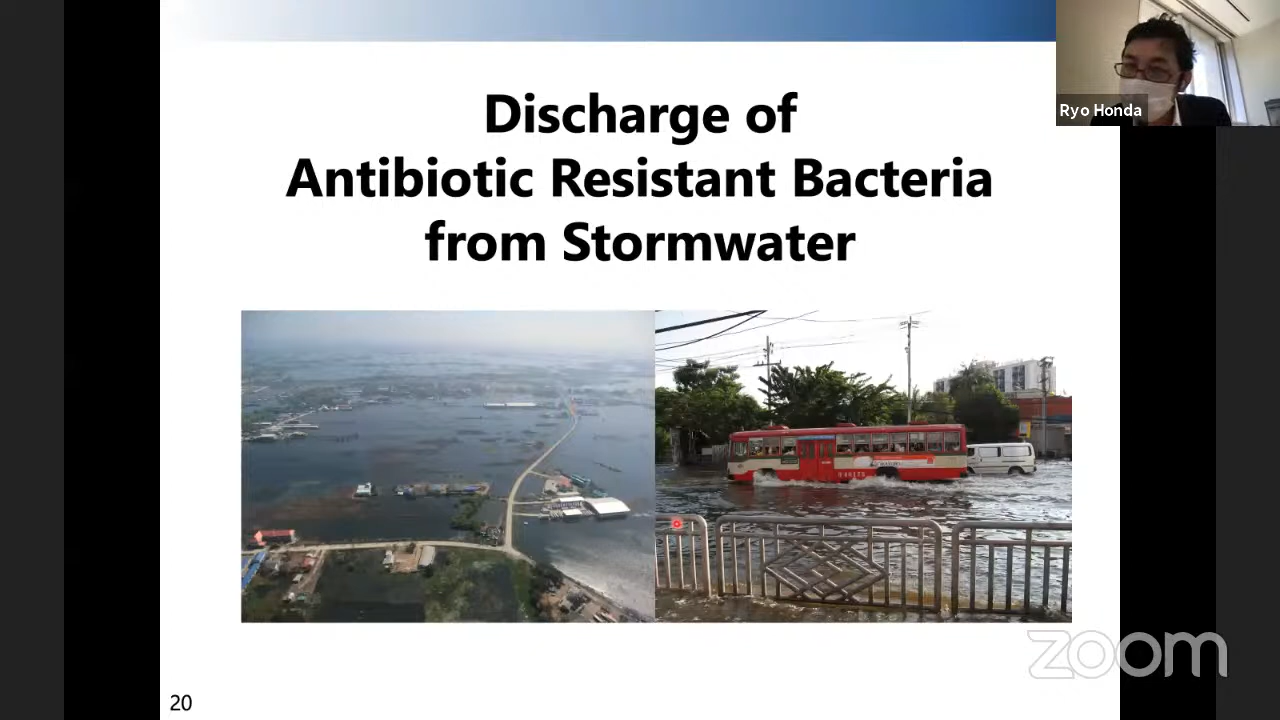 Discharge of
Antibiotic Resistant Bacteria
from Stormwater
Ryo Honda
zoom
20